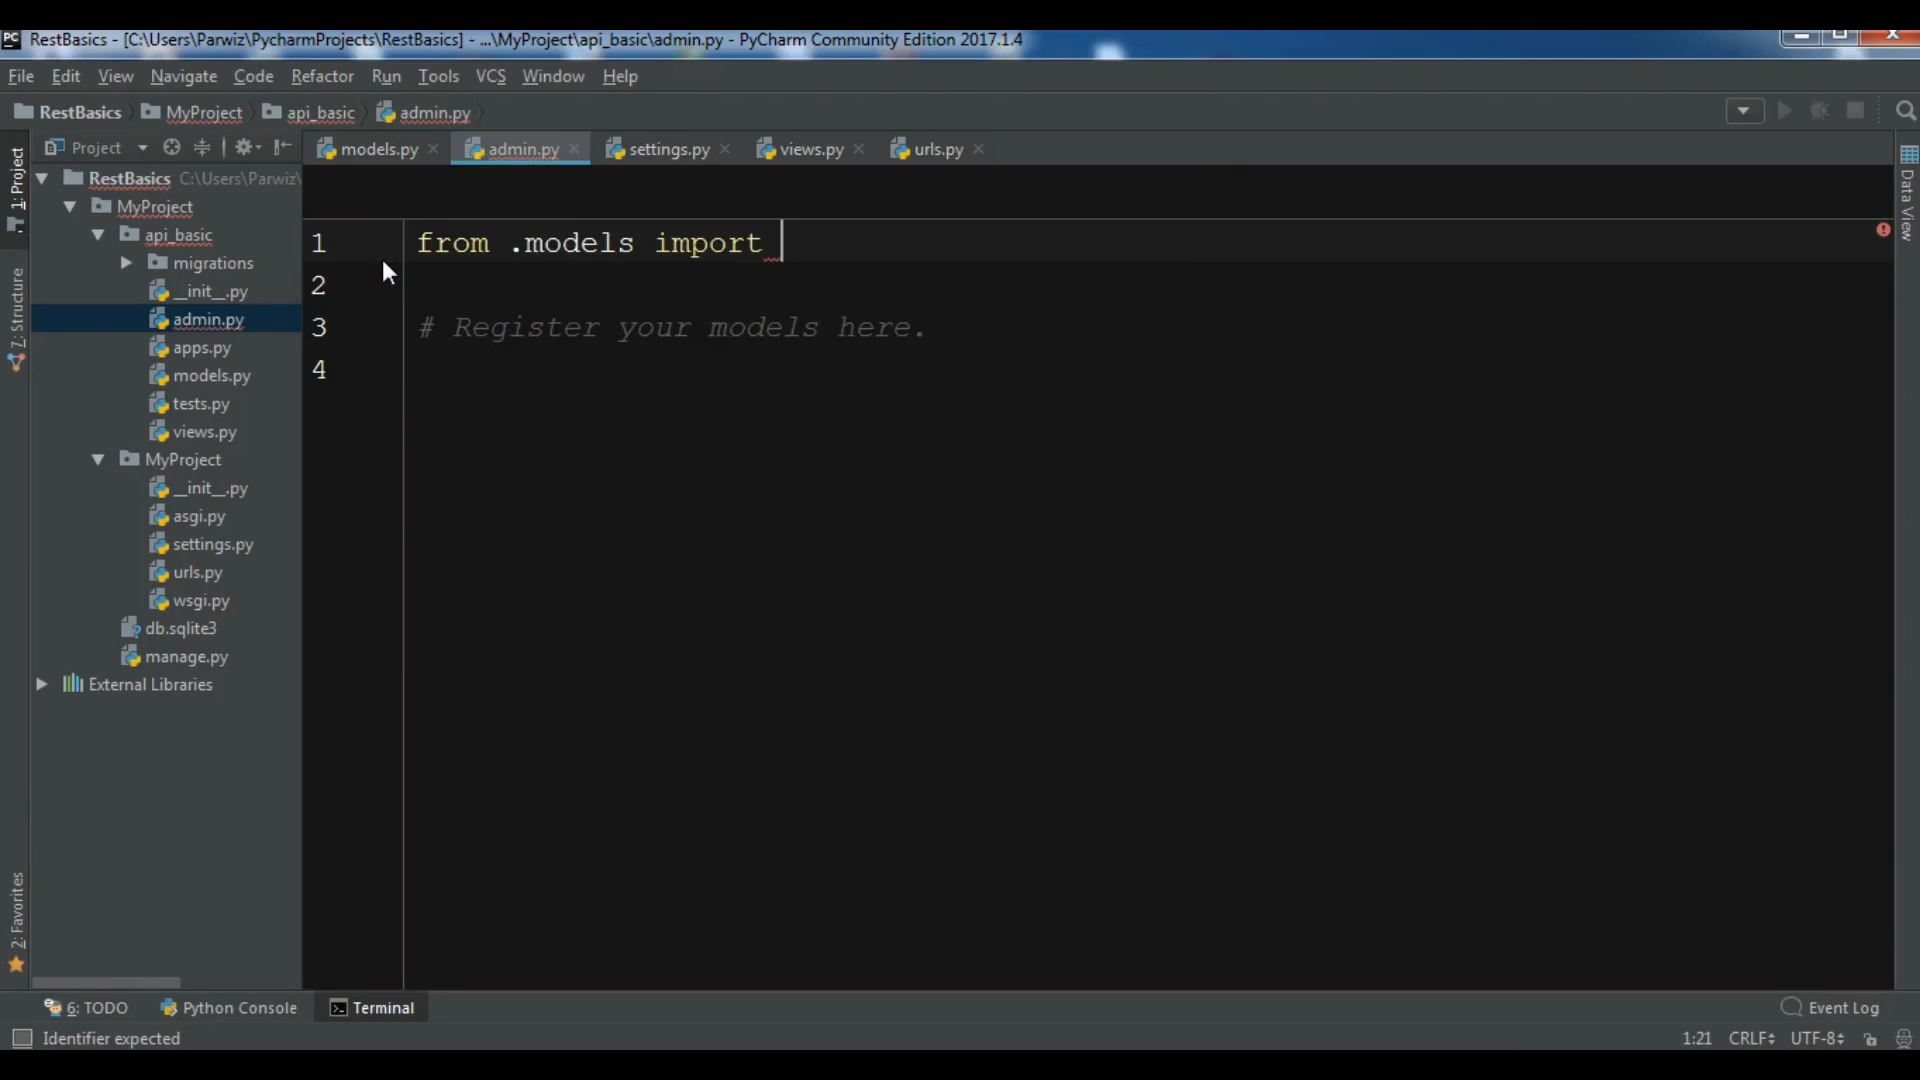 RestBasics - [C:\Users\Parwiz\PycharmProjects\RestBasics] - ...\MyProject\api_basic\admin.py - PyCharm Community Edition 2017.1.4
File Edit View Navigate Code Refactor Run Tools VCS Window Help
RestBasics MyProject api_basic admin.py
Project models.py admin.py settings.py views.py urls.py
1: Project
7: Structure
2: Favorites
RestBasics C:\Users\Parwiz\
MyProject
api_basic
migrations
__init__.py
admin.py
apps.py
models.py
tests.py
views.py
MyProject
__init__.py
asgi.py
settings.py
urls.py
wsgi.py
db.sqlite3
manage.py
External Libraries
1 from .models import
2
3 # Register your models here.
4
Data View
6: TODO Python Console Terminal Event Log
Identifier expected 1:21 CRLF UTF-8